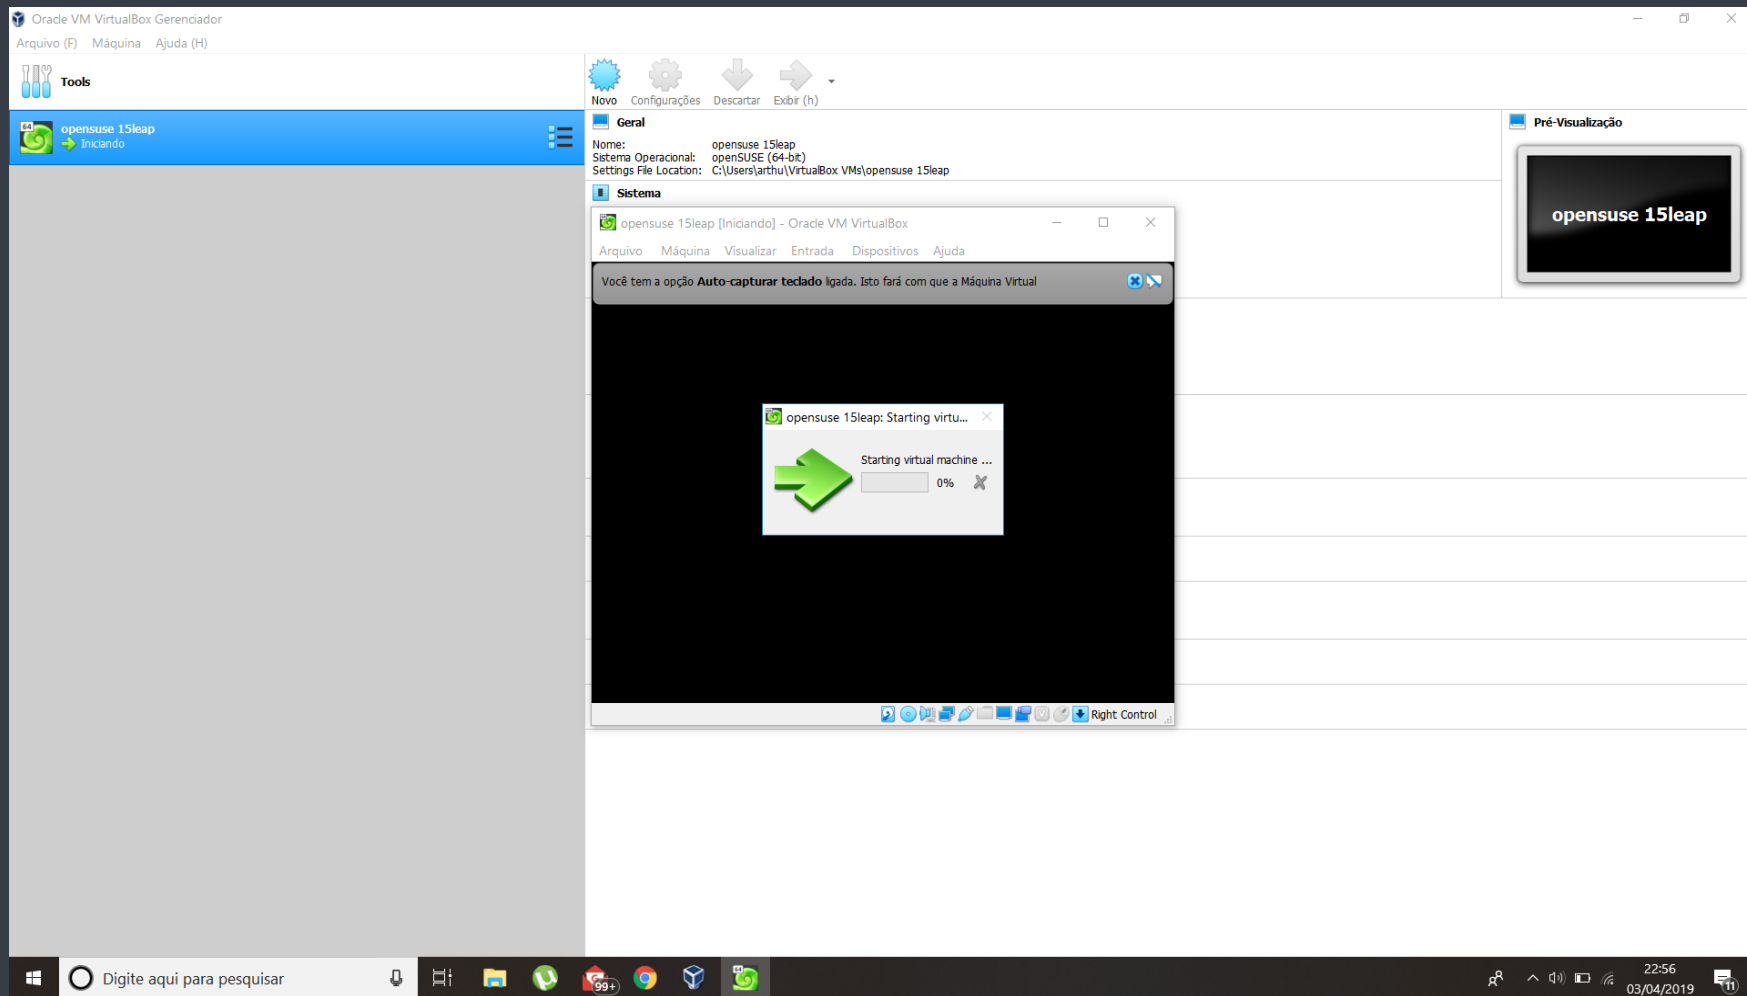 Oracle VM VirtualBox Gerenciador
Arquivo (F) Máquina Ajuda (H)
Tools
Novo Configurações Descartar Exibir (h)
64
opensuse 15leap
Iniciando
Geral
Nome: opensuse 15leap
Sistema Operacional: openSUSE (64-bit)
Settings File Location: C:\Users\arthu\VirtualBox VMs\opensuse 15leap
Sistema
Pré-Visualização
opensuse 15leap
opensuse 15leap [Iniciando] - Oracle VM VirtualBox
Arquivo Máquina Visualizar Entrada Dispositivos Ajuda
Você tem a opção Auto-capturar teclado ligada. Isto fará com que a Máquina Virtual
opensuse 15leap: Starting virtu...
Starting virtual machine ...
0%
Right Control
Digite aqui para pesquisar
99+
64
22:56
03/04/2019
11